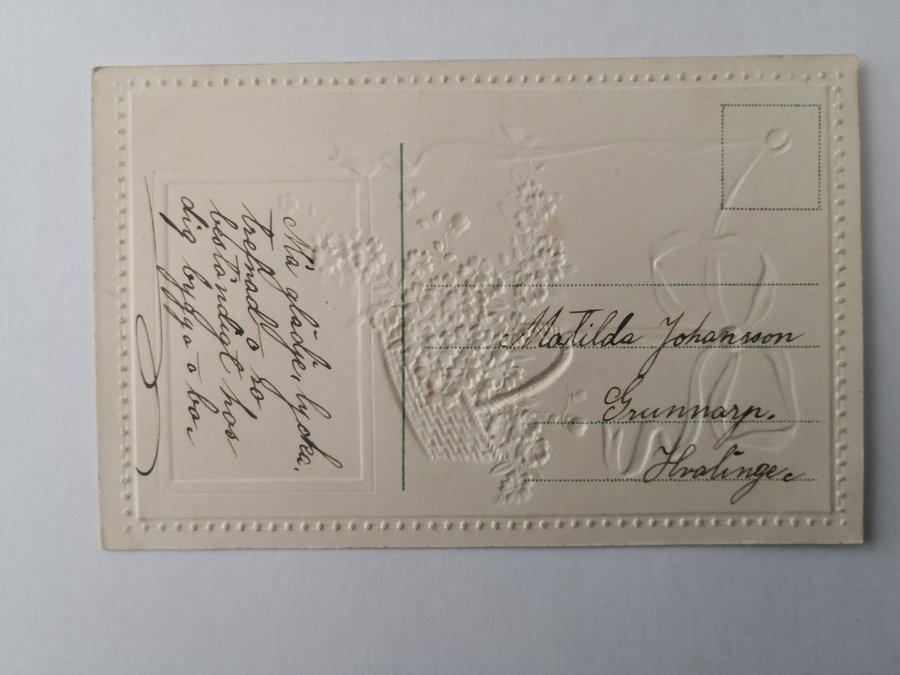 Må glädje, lycka,
trefnad o ro
beständigt hos
dig bygga o bo.
Matilda Johansson
Grunnarp.
Hvalinge.